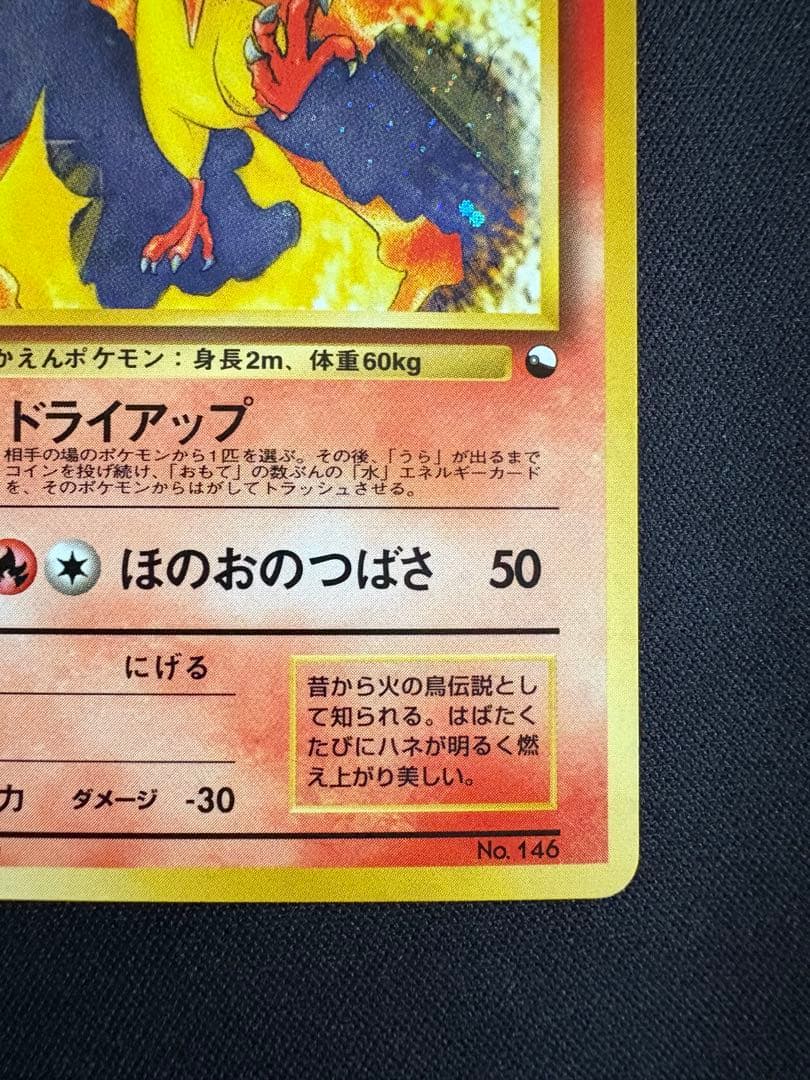 かえんポケモン：身長2m、体重60kg
ドライアップ
相手の場のポケモンから1匹を選ぶ。その後、「うら」が出るまで
コインを投げ続け、「おもて」の数ぶんの「水」エネルギーカード
を、そのポケモンからはがしてトラッシュさせる。
ほのおのつばさ 50
にげる
昔から火の鳥伝説とし
て知られる。はばたく
たびにハネが明るく燃
え上がり美しい。
力 ダメージ -30
No. 146